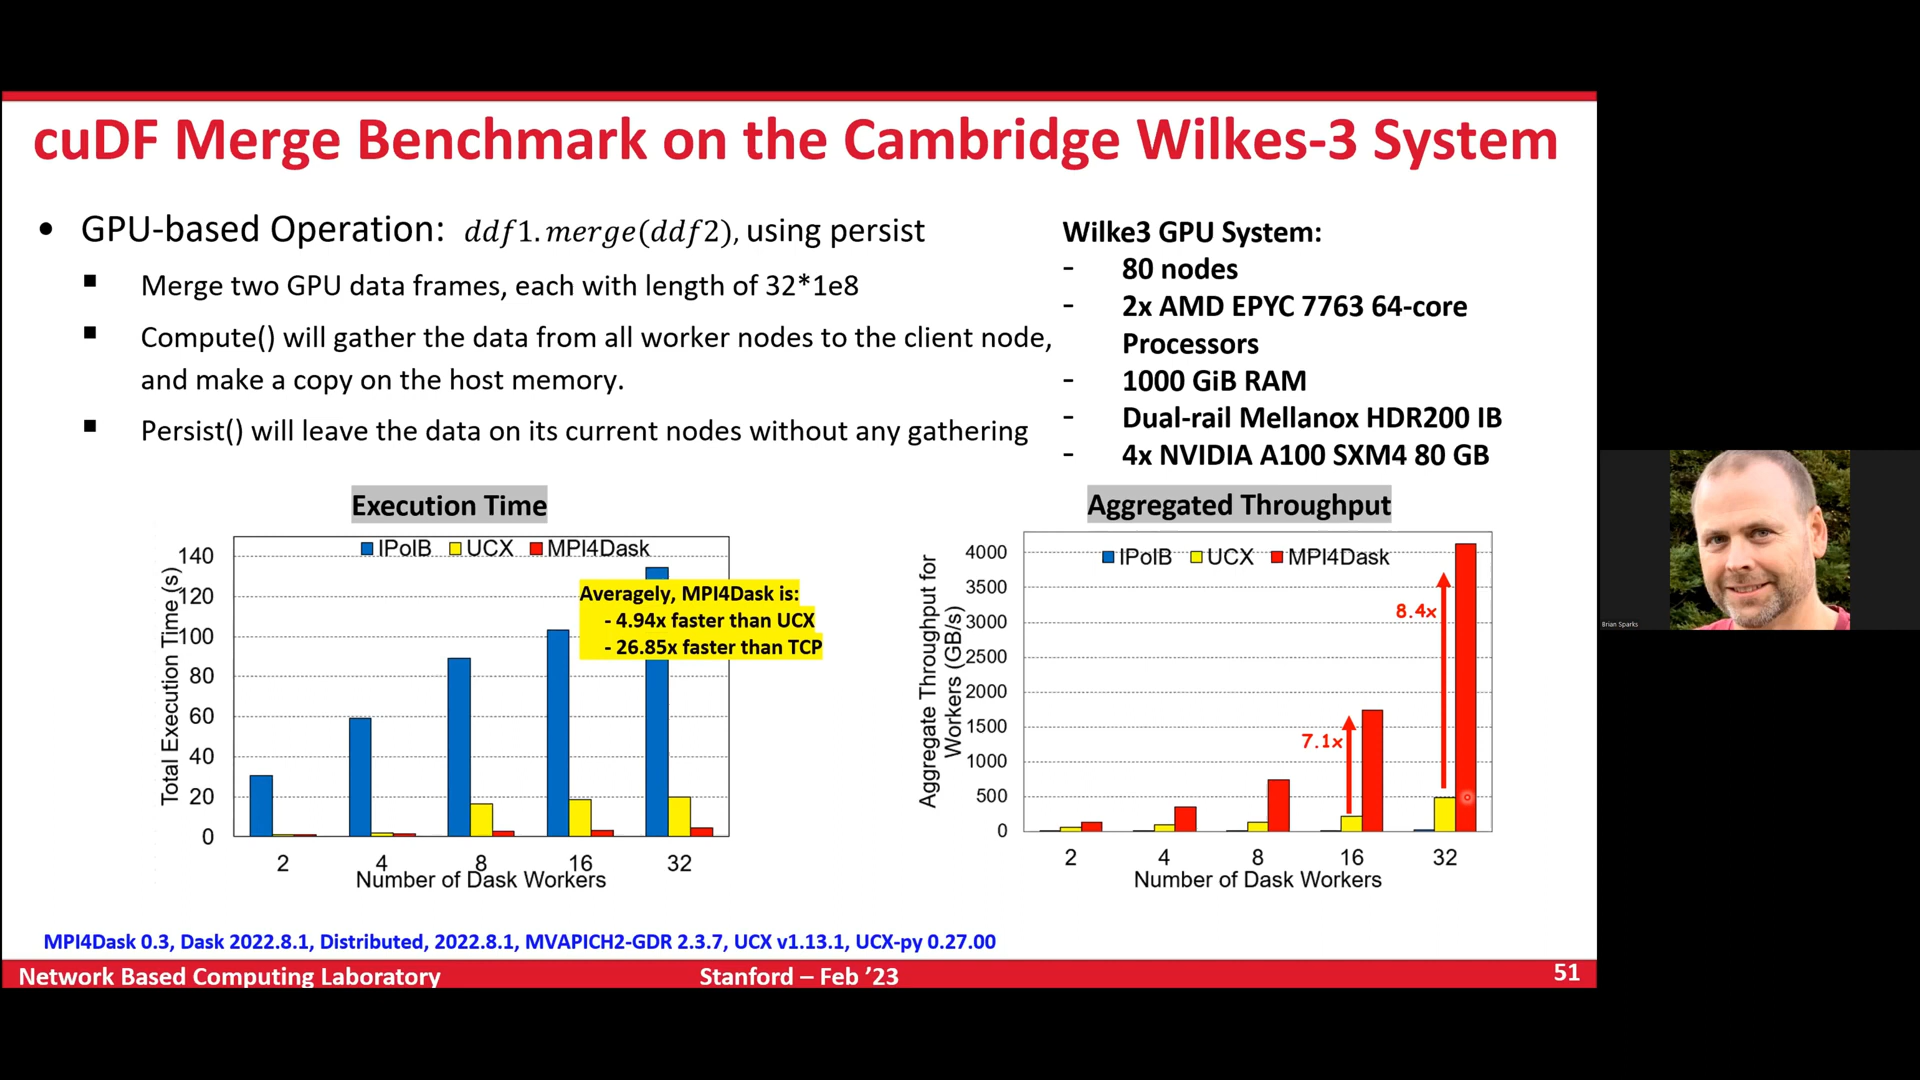 cuDF Merge Benchmark on the Cambridge Wilkes-3 System
• GPU-based Operation: ddf1.merge(ddf2), using persist
▪ Merge two GPU data frames, each with length of 32*1e8
▪ Compute() will gather the data from all worker nodes to the client node,
and make a copy on the host memory.
▪ Persist() will leave the data on its current nodes without any gathering
Wilke3 GPU System:
- 80 nodes
- 2x AMD EPYC 7763 64-core
Processors
- 1000 GiB RAM
- Dual-rail Mellanox HDR200 IB
- 4x NVIDIA A100 SXM4 80 GB
Execution Time
IPoIB UCX MPI4Dask
Total Execution Time (s)
140
120
100
80
60
40
20
0
Averagely, MPI4Dask is:
- 4.94x faster than UCX
- 26.85x faster than TCP
2 4 8 16 32
Number of Dask Workers
Aggregated Throughput
IPoIB UCX MPI4Dask
Aggregate Throughput for
Workers (GB/s)
4000
3500
3000
2500
2000
1500
1000
500
0
8.4x
7.1x
2 4 8 16 32
Number of Dask Workers
Brian Sparks
MPI4Dask 0.3, Dask 2022.8.1, Distributed, 2022.8.1, MVAPICH2-GDR 2.3.7, UCX v1.13.1, UCX-py 0.27.00
Network Based Computing Laboratory
Stanford – Feb ’23
51